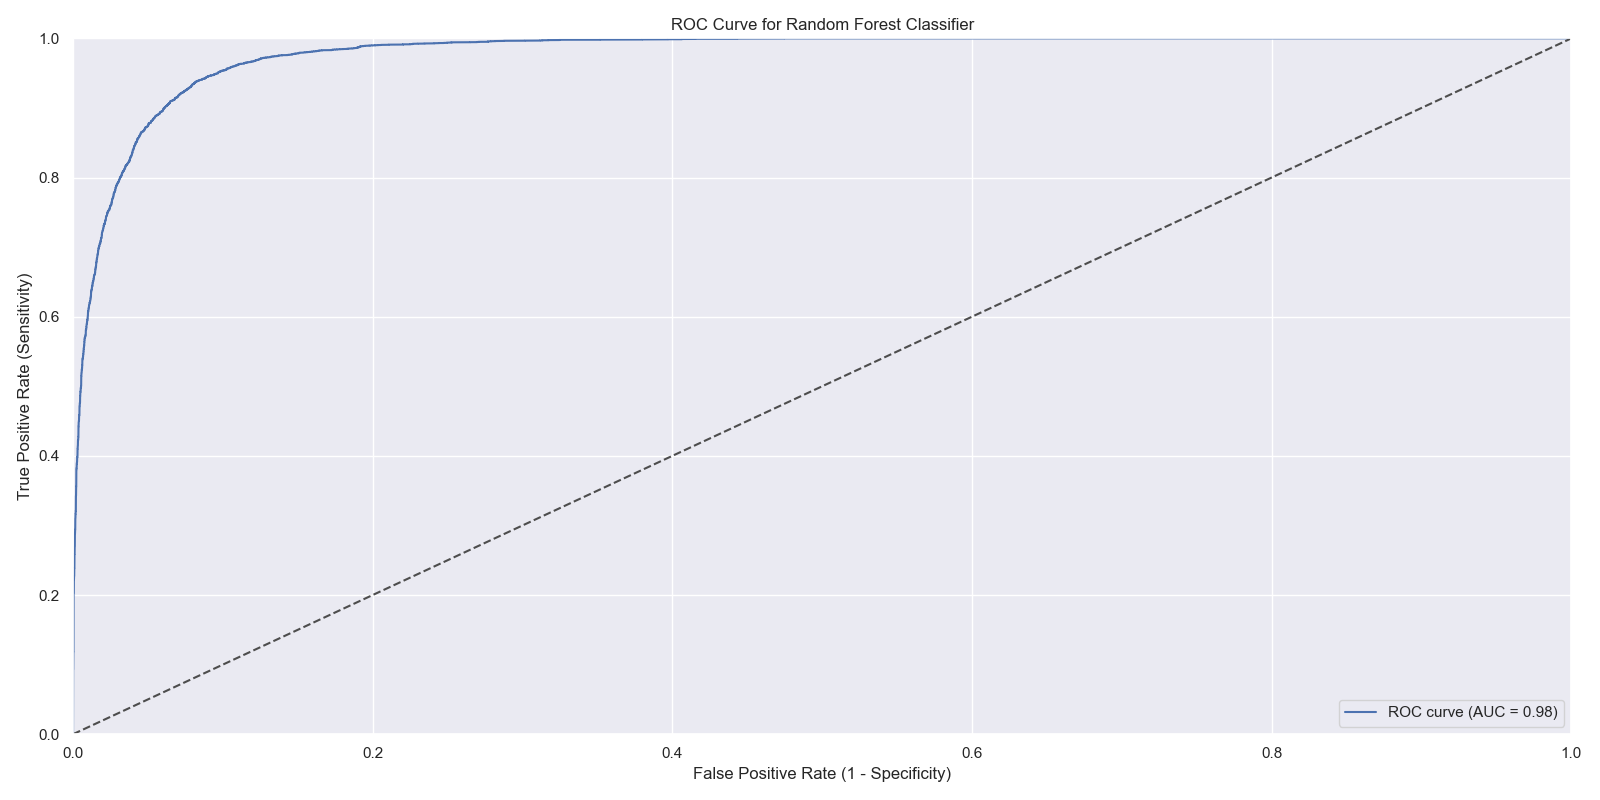 ROC Curve for Random Forest Classifier
1.0
0.8
0.6
0.4
0.2
0.0
True Positive Rate (Sensitivity)
ROC curve (AUC = 0.98)
0.0 0.2 0.4 0.6 0.8 1.0
False Positive Rate (1 - Specificity)